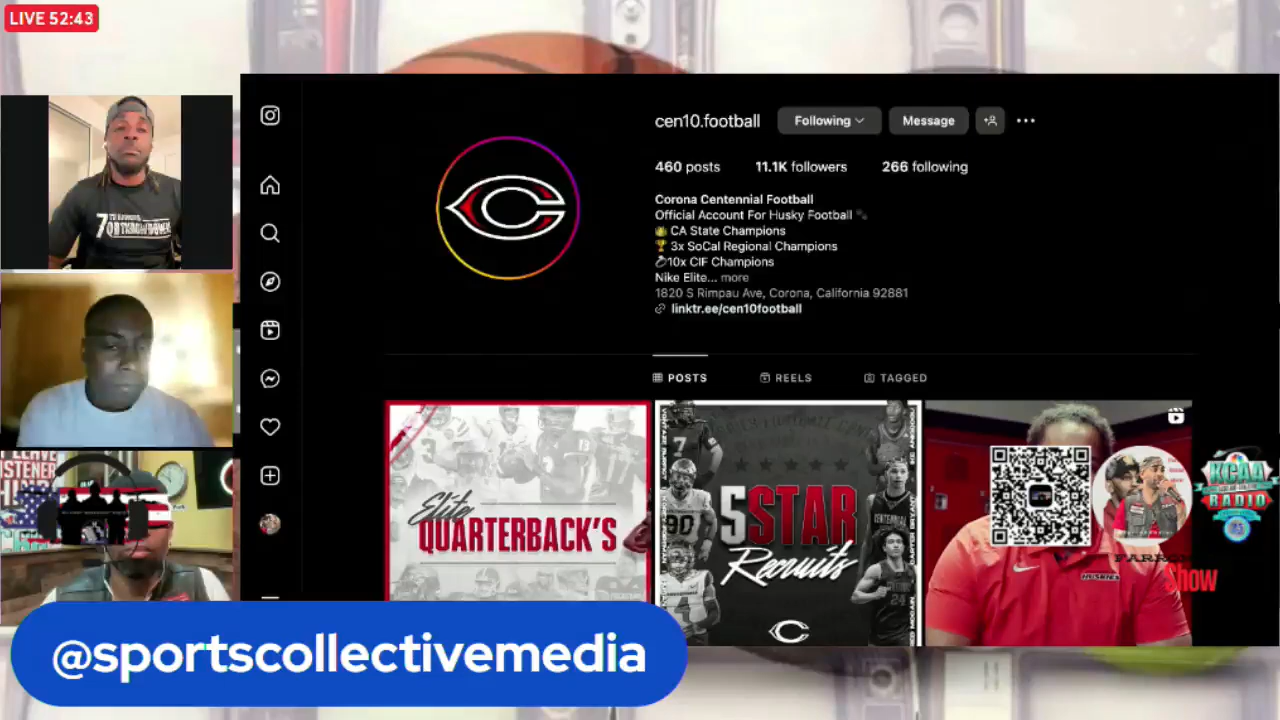 LIVE 52:43
cen10.football
Following
Message
460 posts
11.1K followers
266 following
Corona Centennial Football
Official Account For Husky Football
CA State Champions
3x SoCal Regional Champions
10x CIF Champions
Nike Elite... more
1820 S Rimpau Ave, Corona, California 92881
linktr.ee/cen10football
POSTS
REELS
TAGGED
Elite
QUARTERBACK'S
5STAR
Recruits
HUSKIES
KCAA
RADIO
Show
@sportscollectivemedia